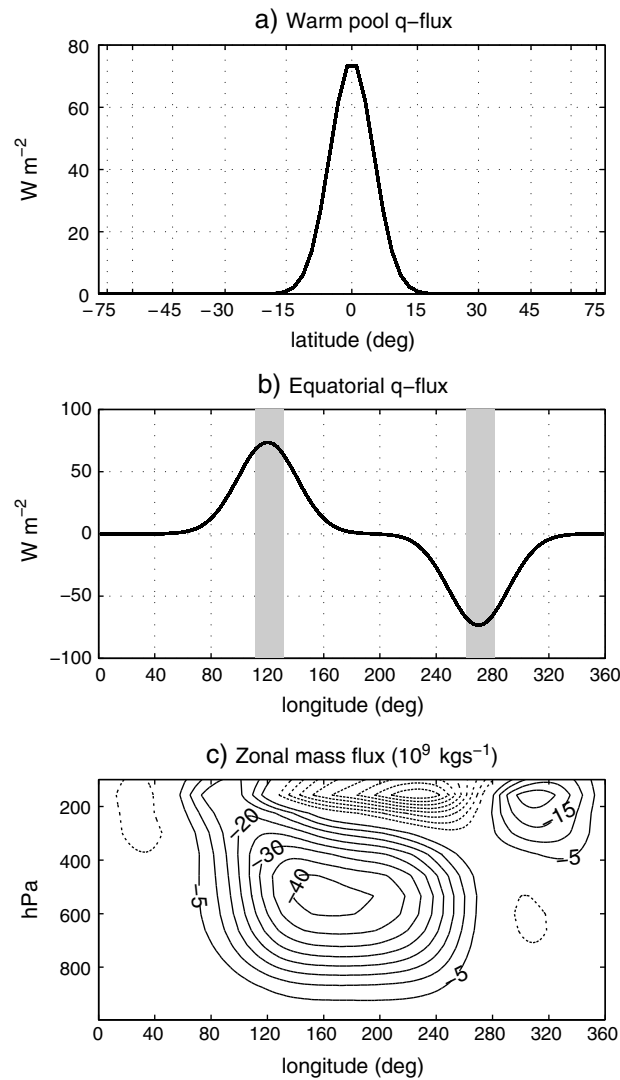 a) Warm pool q−flux
80
60
40
20
0
W m−2
−75 −45 −30 −15 0 15 30 45 75
latitude (deg)
b) Equatorial q−flux
100
50
0
−50
−100
W m−2
0 40 80 120 160 200 240 280 320 360
longitude (deg)
c) Zonal mass flux (10⁹ kgs⁻¹)
200
400
600
800
hPa
−20
−30
−40
−5
−15
−5
−5
0 40 80 120 160 200 240 280 320 360
longitude (deg)